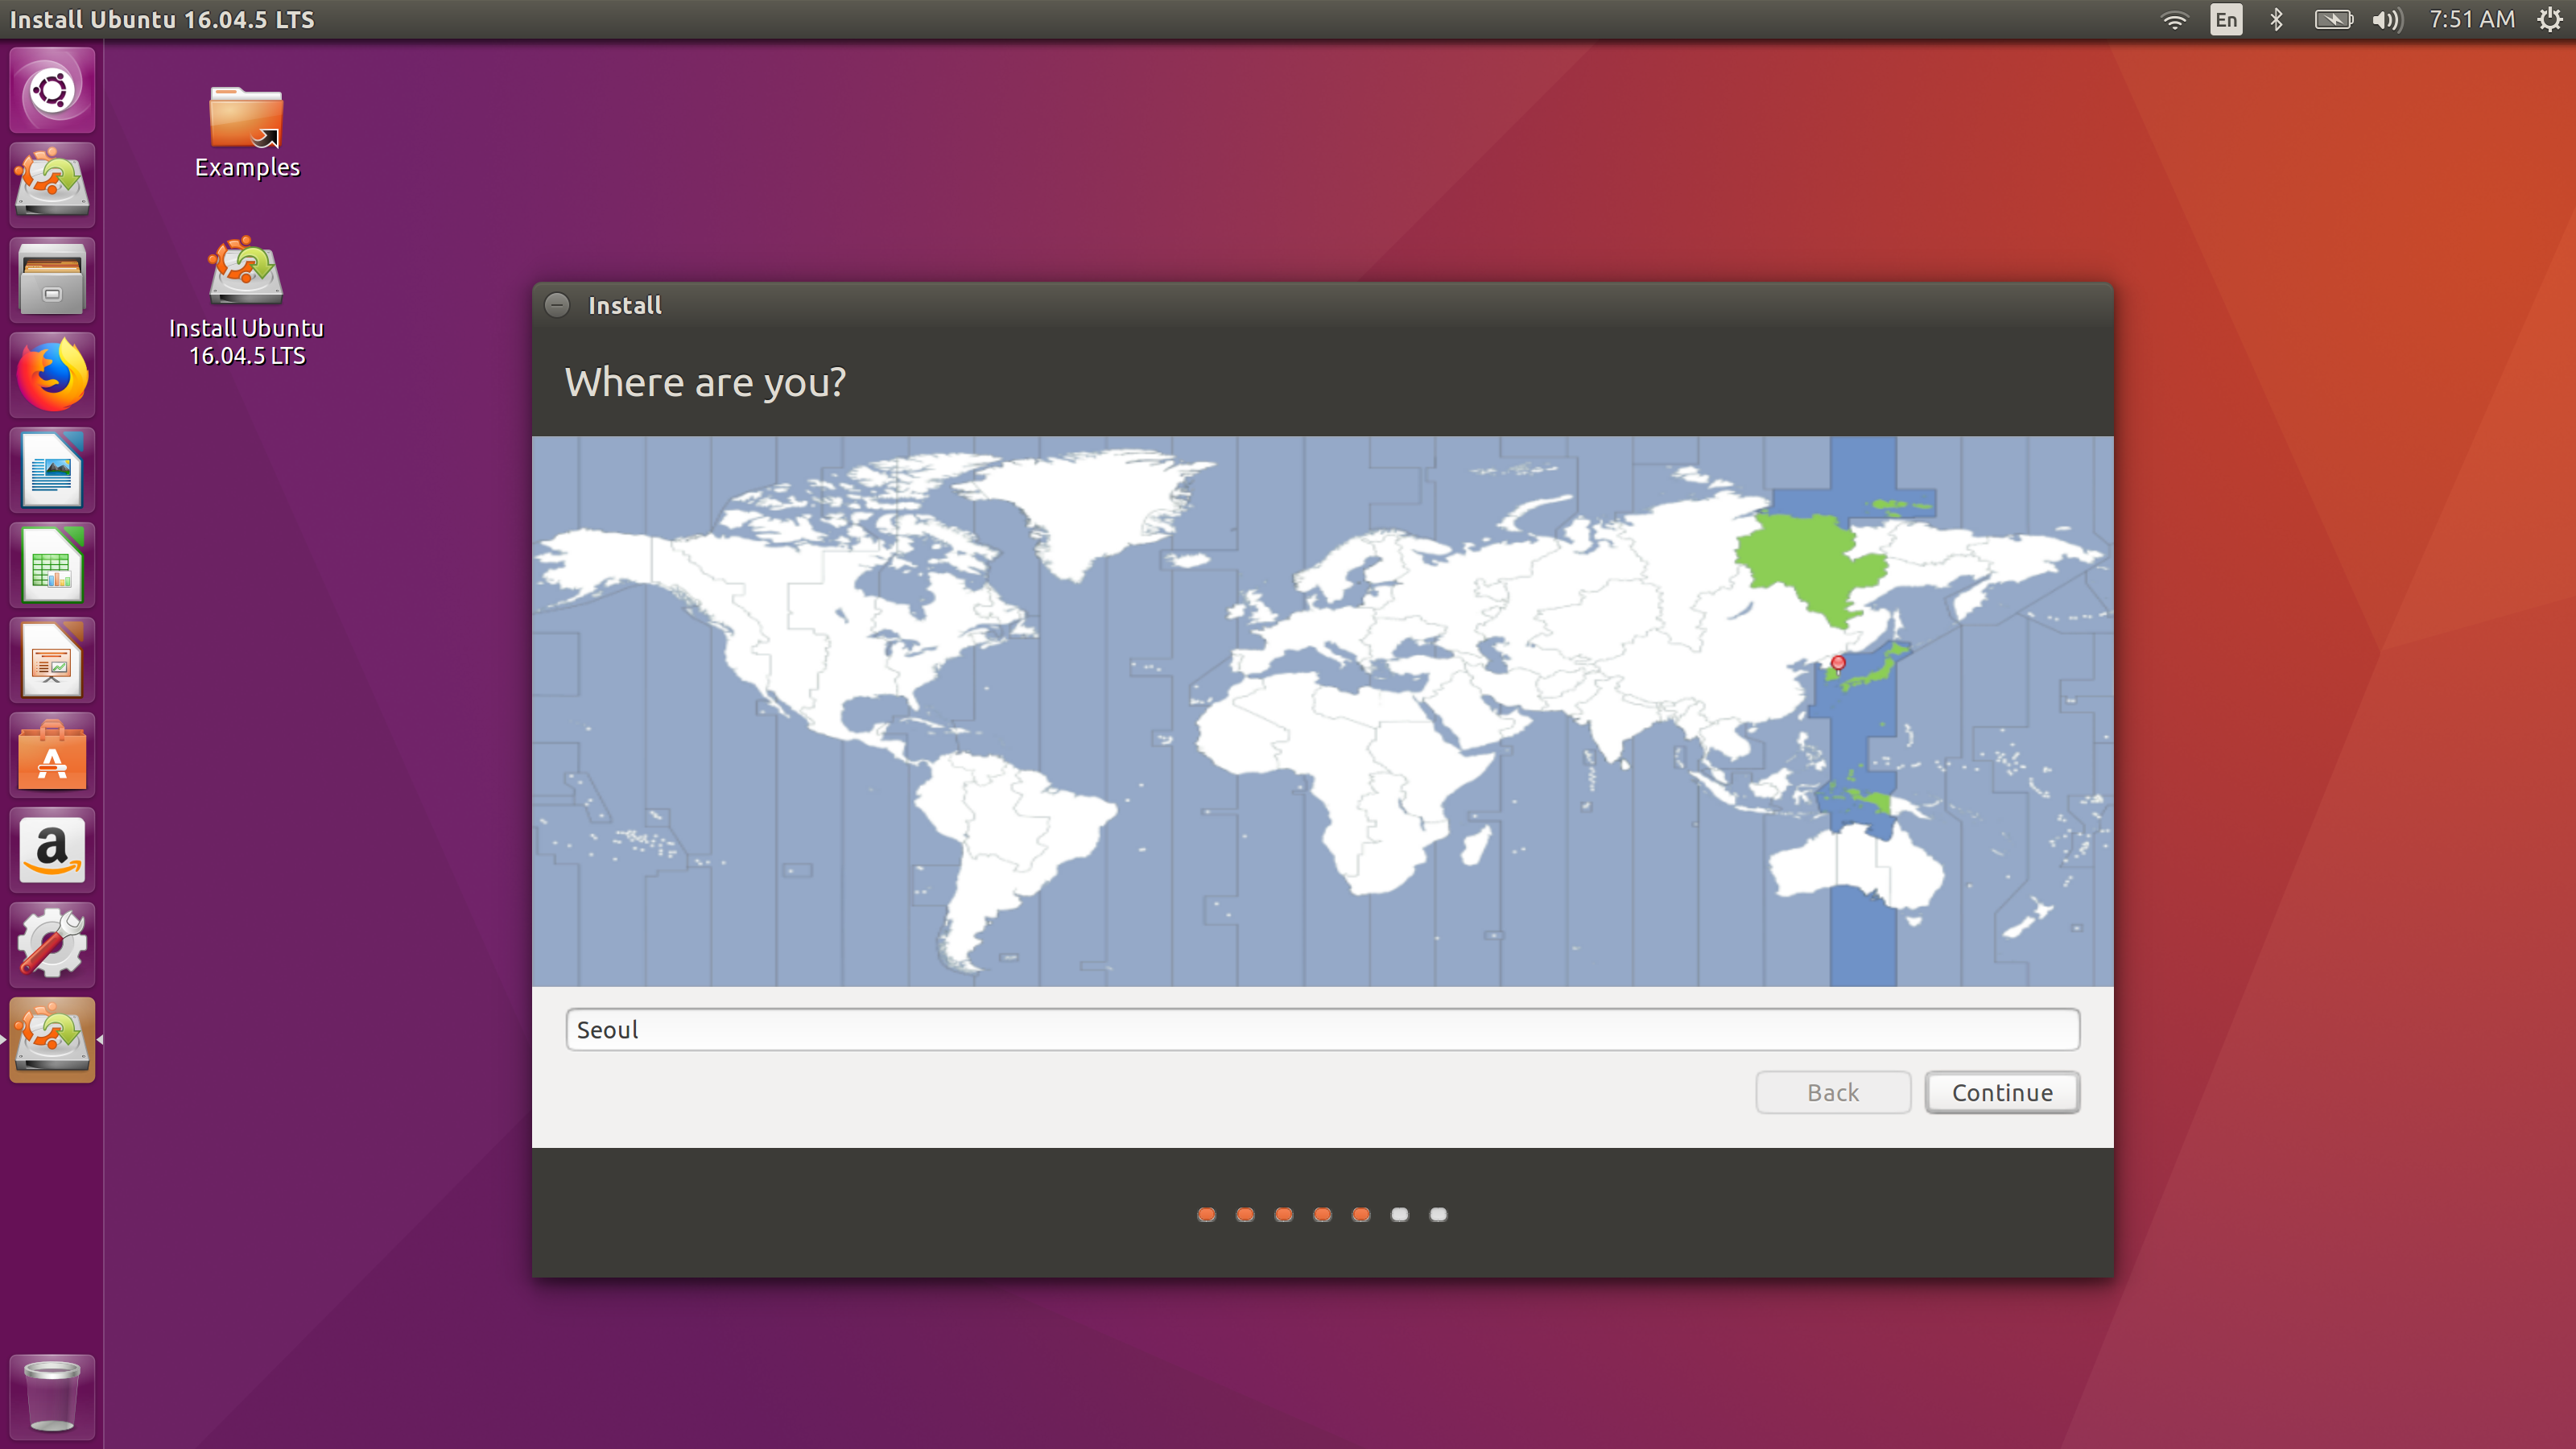 Install Ubuntu 16.04.5 LTS
En
7:51 AM
Examples
Install Ubuntu
16.04.5 LTS
Install
Where are you?
Seoul
Back
Continue